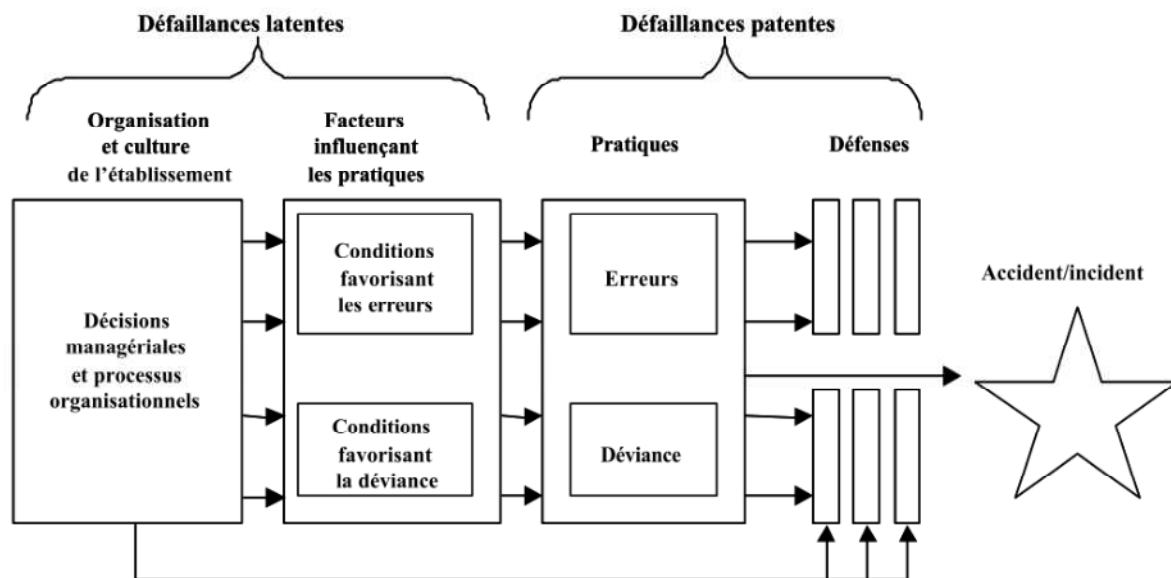 Défaillances latentes
Défaillances patentes
Organisation
et culture
de l'établissement
Facteurs
influençant
les pratiques
Pratiques
Défenses
Décisions
managériales
et processus
organisationnels
Conditions
favorisant
les erreurs
Conditions
favorisant
la déviance
Erreurs
Déviance
Accident/incident